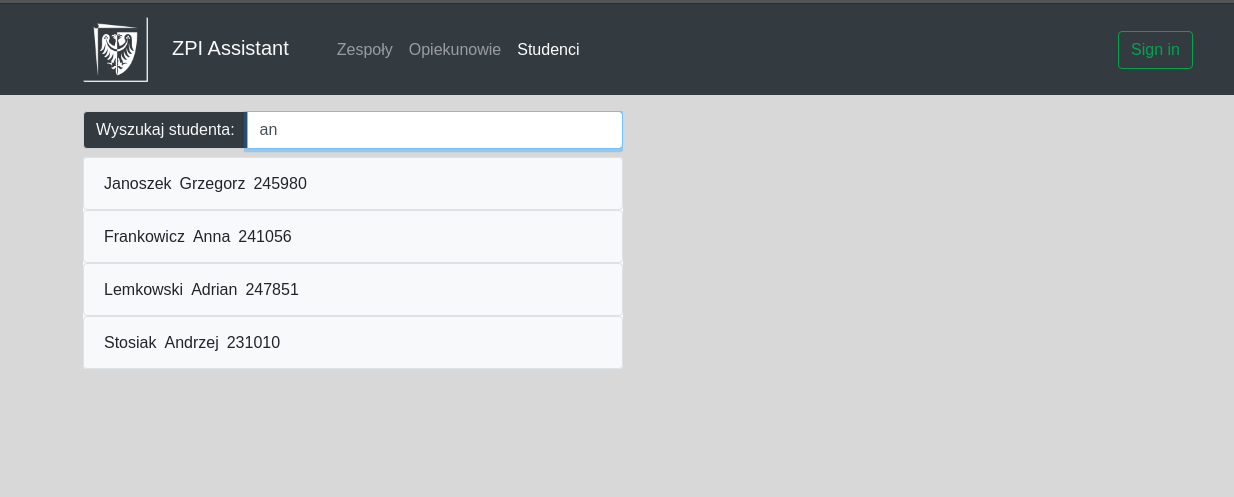 ZPI Assistant Zespoły Opiekunowie Studenci Sign in
Wyszukaj studenta: an
Janoszek Grzegorz 245980
Frankowicz Anna 241056
Lemkowski Adrian 247851
Stosiak Andrzej 231010